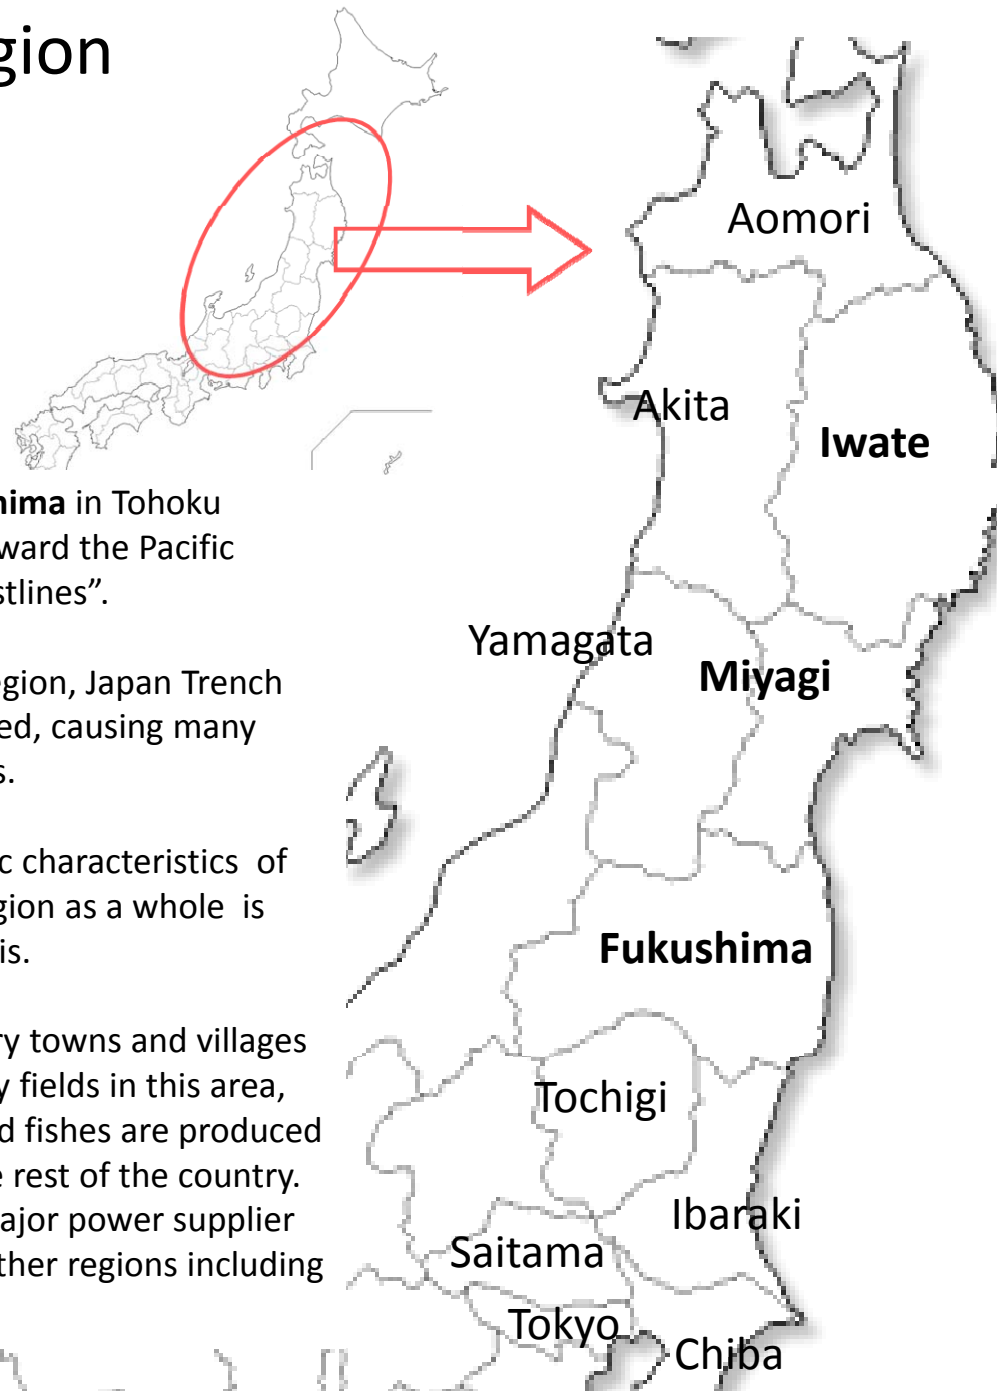 gion
hima in Tohoku
ward the Pacific
stlines”.
egion, Japan Trench
ed, causing many
s.
ic characteristics of
gion as a whole is
is.
ry towns and villages
y fields in this area,
d fishes are produced
e rest of the country.
ajor power supplier
ther regions including
Aomori
Akita
Iwate
Yamagata
Miyagi
Fukushima
Tochigi
Ibaraki
Saitama
Tokyo
Chiba